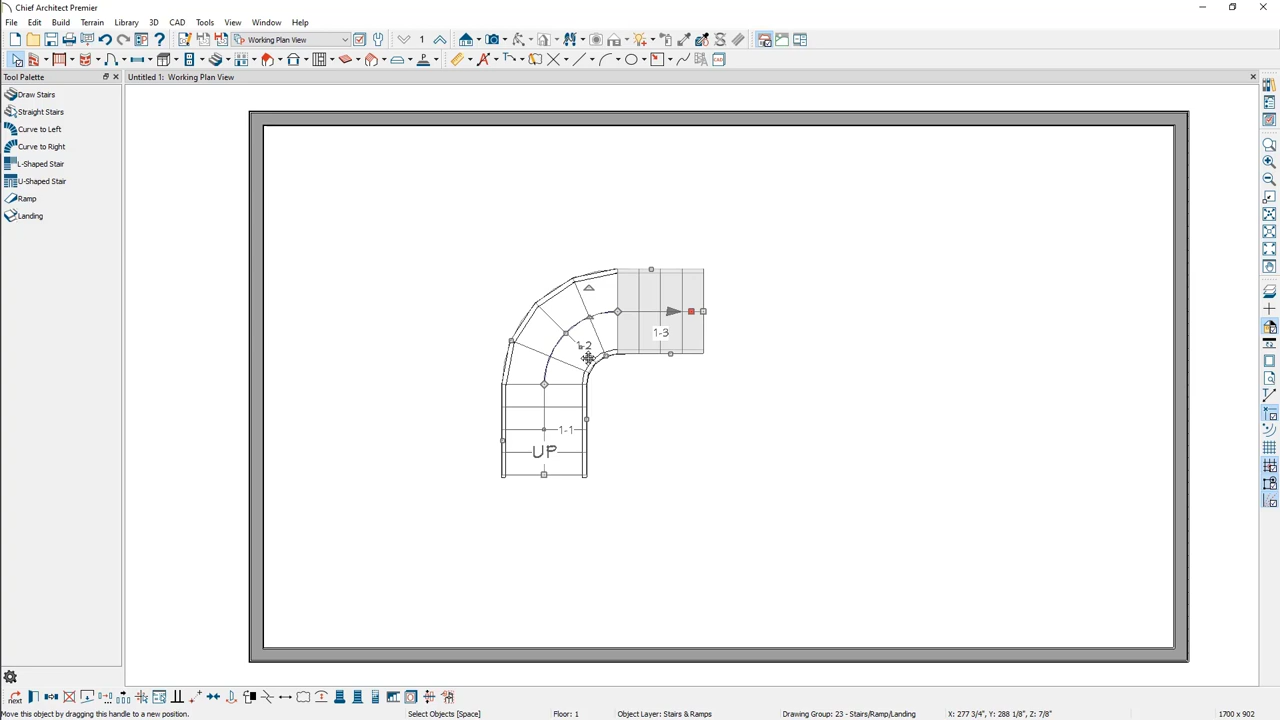 Chief Architect Premier
File Edit Build Terrain Library 3D CAD Tools View Window Help
Working Plan View
1
Tool Palette
Untitled 1: Working Plan View
Draw Stairs
Straight Stairs
Curve to Left
Curve to Right
L-Shaped Stair
U-Shaped Stair
Ramp
Landing
1-3
1-2
1-1
UP
next
Move this object by dragging this handle to a new position.
Select Objects [Space]
Floor: 1
Object Layer: Stairs & Ramps
Drawing Group: 23 - Stairs/Ramp/Landing
X: 277 3/4", Y: 288 1/8", Z: 7/8"
1700 x 902